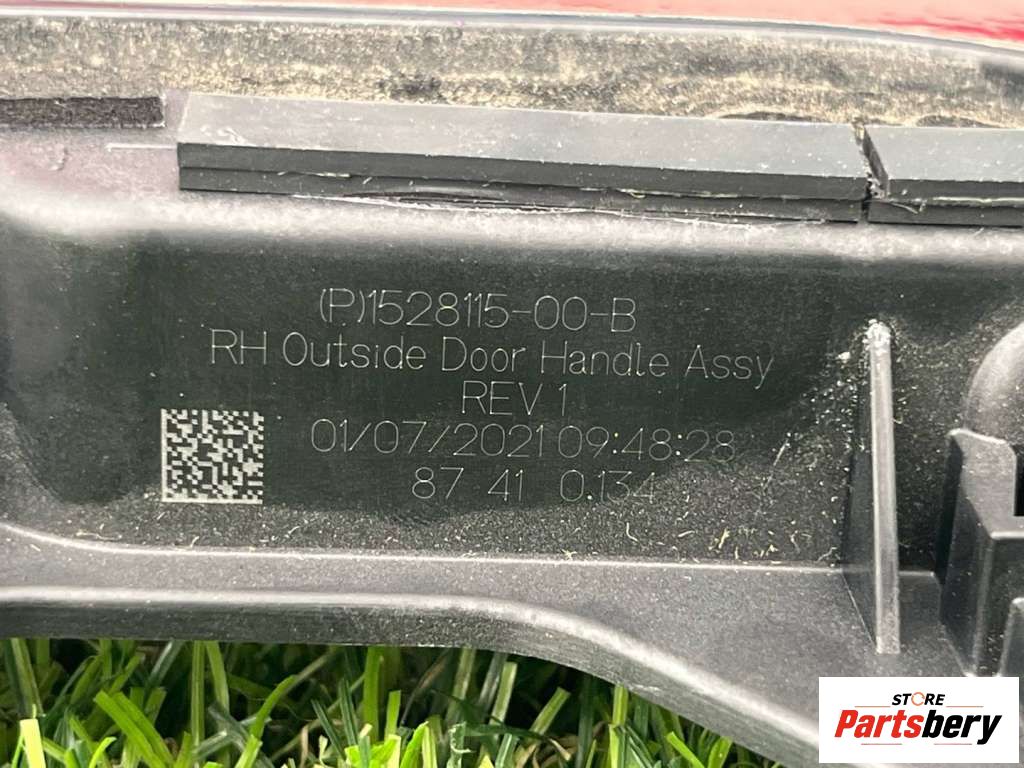 (P)1528115-00-B
RH Outside Door Handle Assy
REV 1
01/07/2021 09:48:28
87 41 0.134
STORE
Partsbery